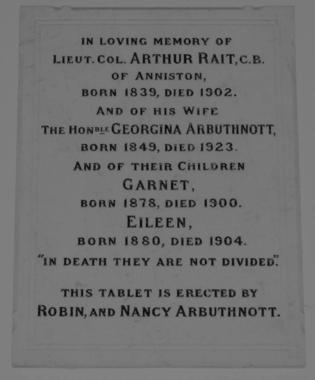 IN LOVING MEMORY OF
LIEUT. COL. ARTHUR RAIT, C.B.
OF ANNISTON,
BORN 1839, DIED 1902.
AND OF HIS WIFE
THE HONBLE GEORGINA ARBUTHNOTT,
BORN 1849, DIED 1923.
AND OF THEIR CHILDREN
GARNET,
BORN 1878, DIED 1900.
EILEEN,
BORN 1880, DIED 1904.
"IN DEATH THEY ARE NOT DIVIDED."
THIS TABLET IS ERECTED BY
ROBIN, AND NANCY ARBUTHNOTT.